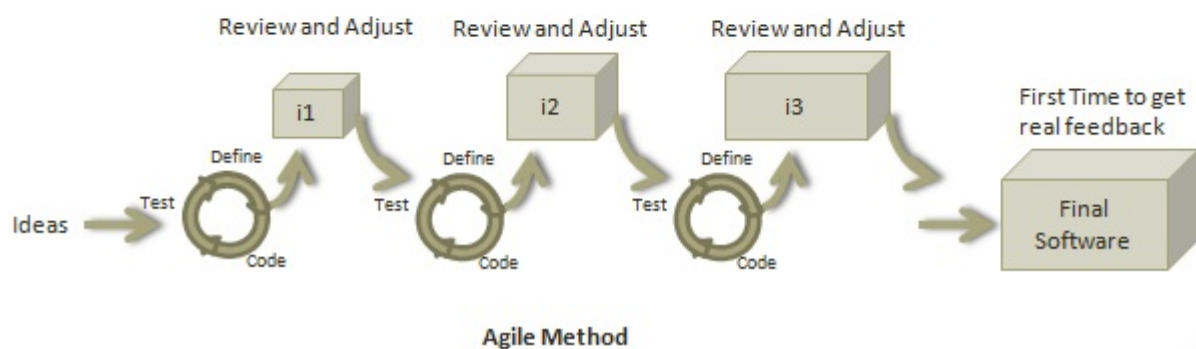 Review and Adjust
Review and Adjust
Review and Adjust
i1
i2
i3
First Time to get
real feedback
Define
Define
Define
Test
Test
Test
Ideas
Final
Software
Code
Code
Code
Agile Method